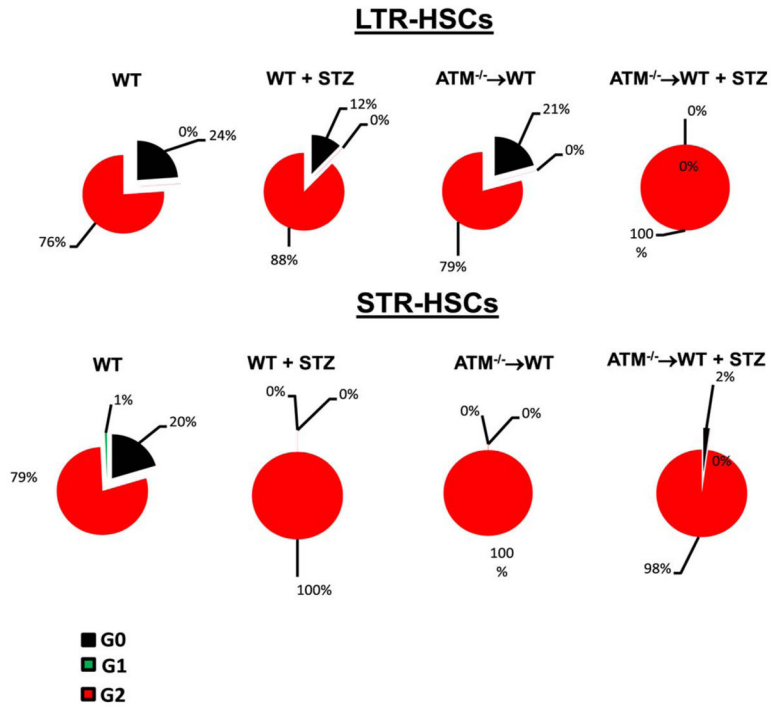 LTR-HSCs
WT
WT + STZ
ATM-/-→WT
ATM-/-→WT + STZ
0%
24%
76%
12%
0%
88%
21%
0%
79%
0%
0%
100
%
STR-HSCs
WT
WT + STZ
ATM-/-→WT
ATM-/-→WT + STZ
1%
20%
79%
0%
0%
100%
0%
0%
100
%
2%
0%
98%
G0
G1
G2